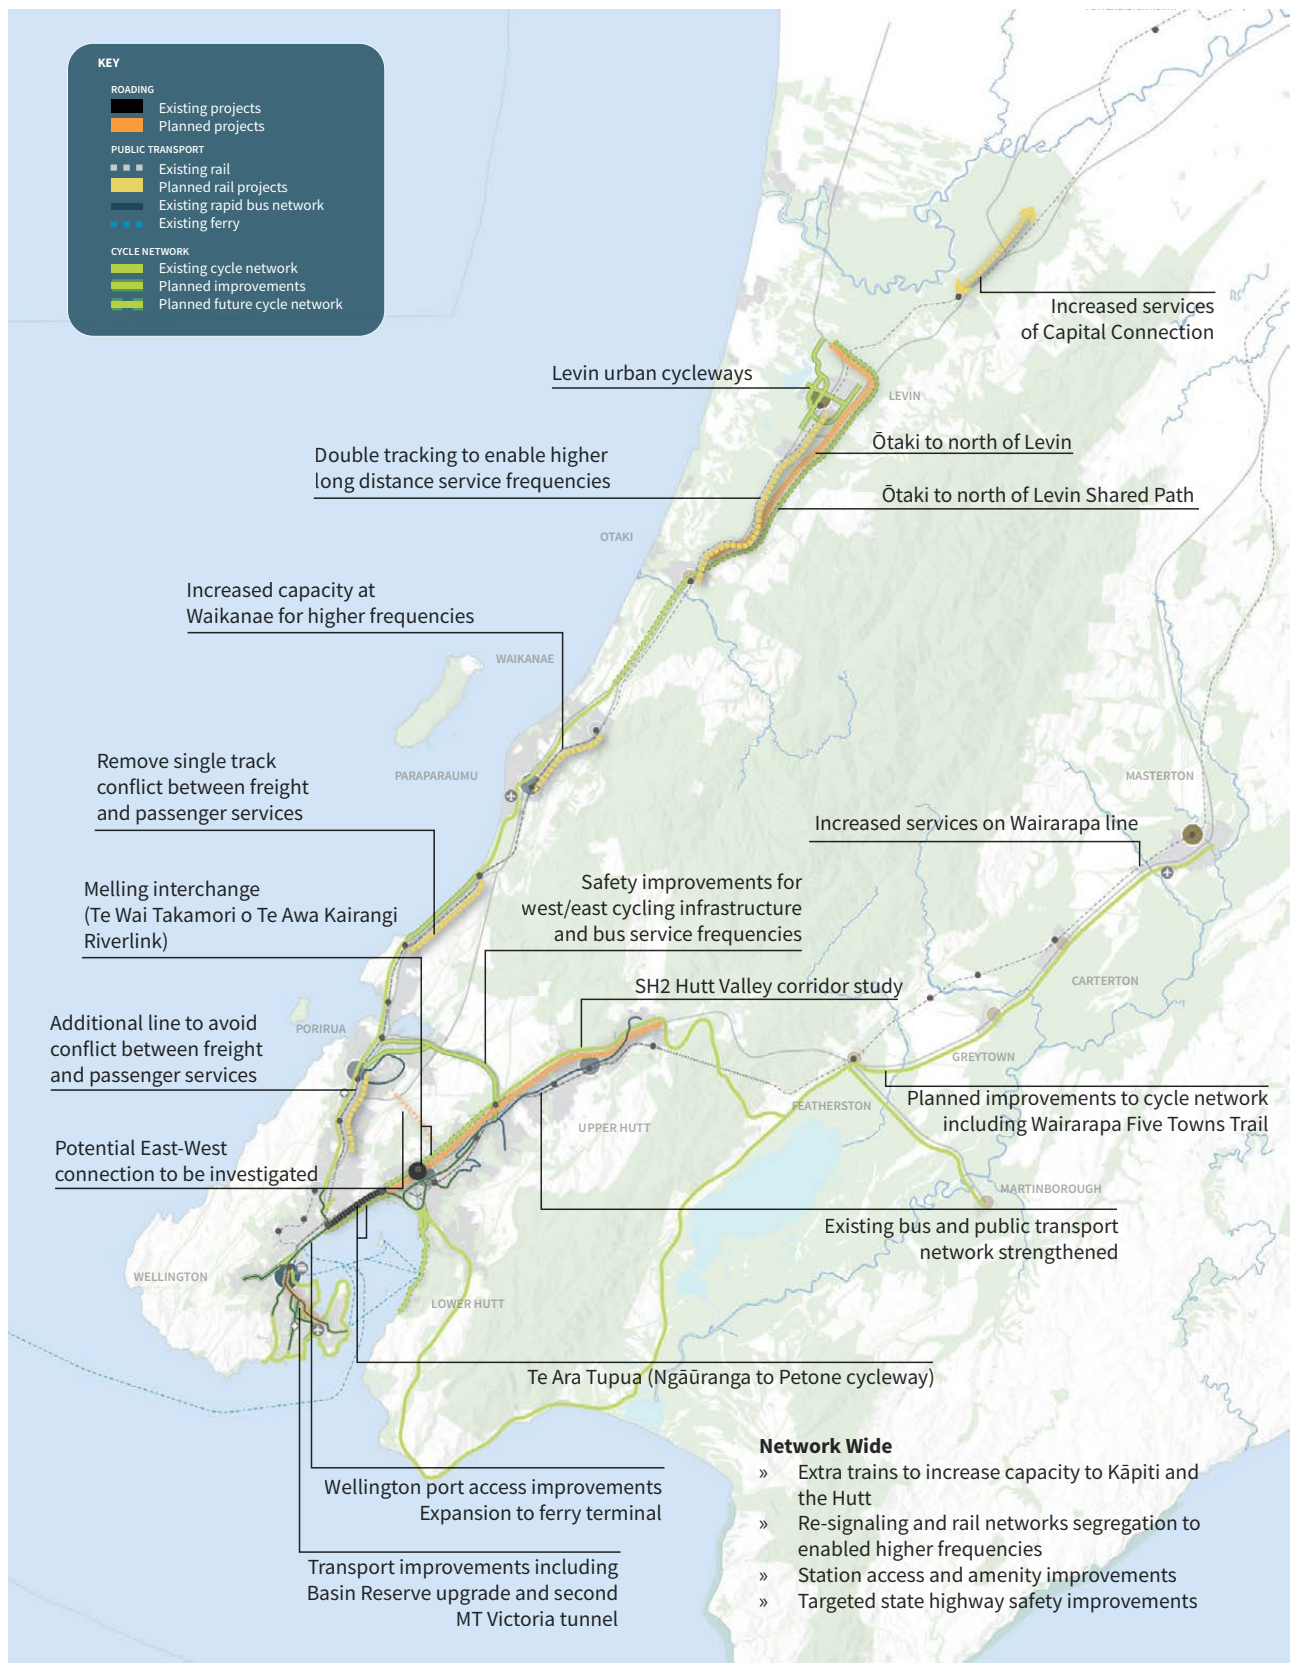 KEY
ROADING
Existing projects
Planned projects
PUBLIC TRANSPORT
Existing rail
Planned rail projects
Existing rapid bus network
Existing ferry
CYCLE NETWORK
Existing cycle network
Planned improvements
Planned future cycle network
Increased services
of Capital Connection
Levin urban cycleways
LEVIN
Ōtaki to north of Levin
Double tracking to enable higher
long distance service frequencies
Ōtaki to north of Levin Shared Path
OTAKI
Increased capacity at
Waikanae for higher frequencies
WAIKANAE
Remove single track
conflict between freight
and passenger services
PARAPARAUMU
MASTERTON
Increased services on Wairarapa line
Melling interchange
(Te Wai Takamori o Te Awa Kairangi
Riverlink)
Safety improvements for
west/east cycling infrastructure
and bus service frequencies
SH2 Hutt Valley corridor study
CARTERTON
Additional line to avoid
conflict between freight
and passenger services
PORIRUA
GREYTOWN
Planned improvements to cycle network
including Wairarapa Five Towns Trail
FEATHERSTON
UPPER HUTT
Potential East-West
connection to be investigated
MARTINBOROUGH
Existing bus and public transport
network strengthened
WELLINGTON
LOWER HUTT
Te Ara Tupua (Ngāūranga to Petone cycleway)
Wellington port access improvements
Expansion to ferry terminal
Transport improvements including
Basin Reserve upgrade and second
MT Victoria tunnel
Network Wide
» Extra trains to increase capacity to Kāpiti and
the Hutt
» Re-signaling and rail networks segregation to
enabled higher frequencies
» Station access and amenity improvements
» Targeted state highway safety improvements